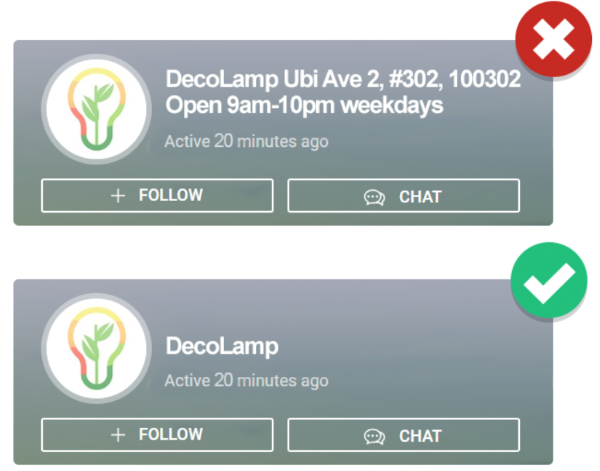 DecoLamp Ubi Ave 2, #302, 100302
Open 9am-10pm weekdays
Active 20 minutes ago
+ FOLLOW
CHAT
DecoLamp
Active 20 minutes ago
+ FOLLOW
CHAT